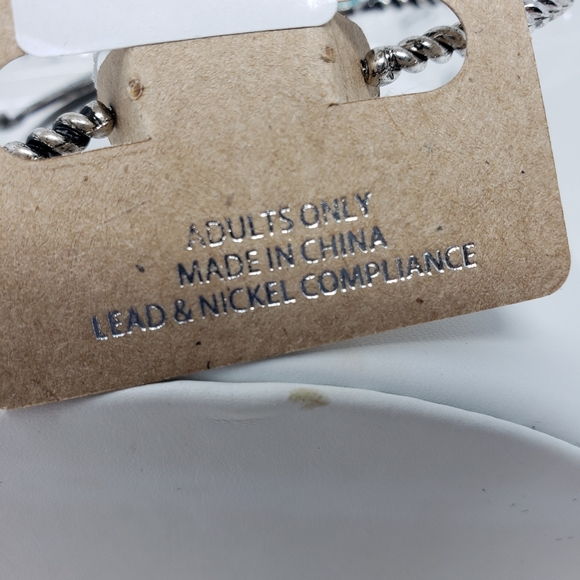 ADULTS ONLY
MADE IN CHINA
LEAD & NICKEL COMPLIANCE